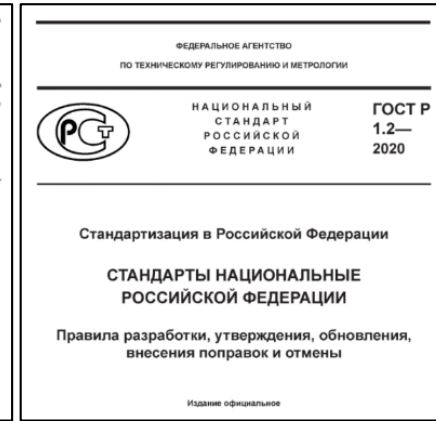 ФЕДЕРАЛЬНОЕ АГЕНТСТВО
ПО ТЕХНИЧЕСКОМУ РЕГУЛИРОВАНИЮ И МЕТРОЛОГИИ
РСТ
НАЦИОНАЛЬНЫЙ
СТАНДАРТ
РОССИЙСКОЙ
ФЕДЕРАЦИИ
ГОСТ Р
1.2—
2020
Стандартизация в Российской Федерации
СТАНДАРТЫ НАЦИОНАЛЬНЫЕ
РОССИЙСКОЙ ФЕДЕРАЦИИ
Правила разработки, утверждения, обновления,
внесения поправок и отмены
Издание официальное